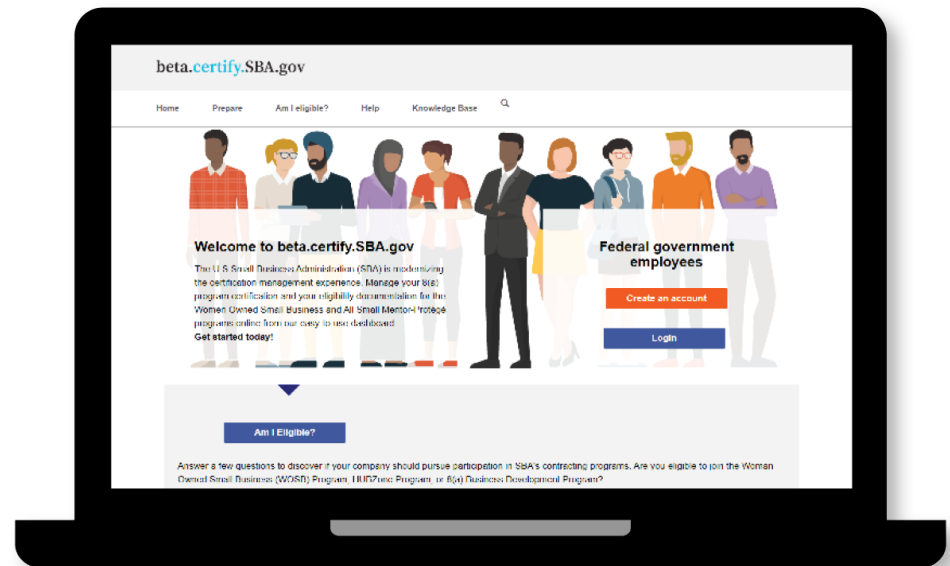 beta.certify.SBA.gov
Home Prepare Am I eligible? Help Knowledge Base
Welcome to beta.certify.SBA.gov
The U.S. Small Business Administration (SBA) is modernizing
the certification management experience. Manage your 8(a)
program certification and your eligibility documentation for the
Women Owned Small Business and All Small Mentor-Protégé
programs online from our easy-to-use dashboard.
Get started today!
Federal government
employees
Create an account
Login
Am I Eligible?
Answer a few questions to discover if your company should pursue participation in SBA's contracting programs. Are you eligible to join the Woman
Owned Small Business (WOSB) Program, HUBZone Program, or 8(a) Business Development Program?